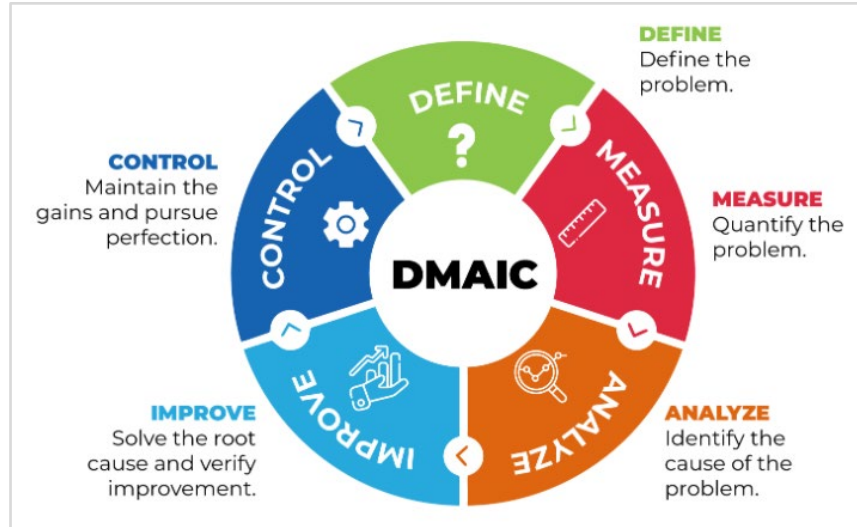 DEFINE
Define the
problem.
MEASURE
Quantify the
problem.
ANALYZE
Identify the
cause of the
problem.
IMPROVE
Solve the root
cause and verify
improvement.
CONTROL
Maintain the
gains and pursue
perfection.
DEFINE
?
MEASURE
ANALYZE
IMPROVE
CONTROL
DMAIC